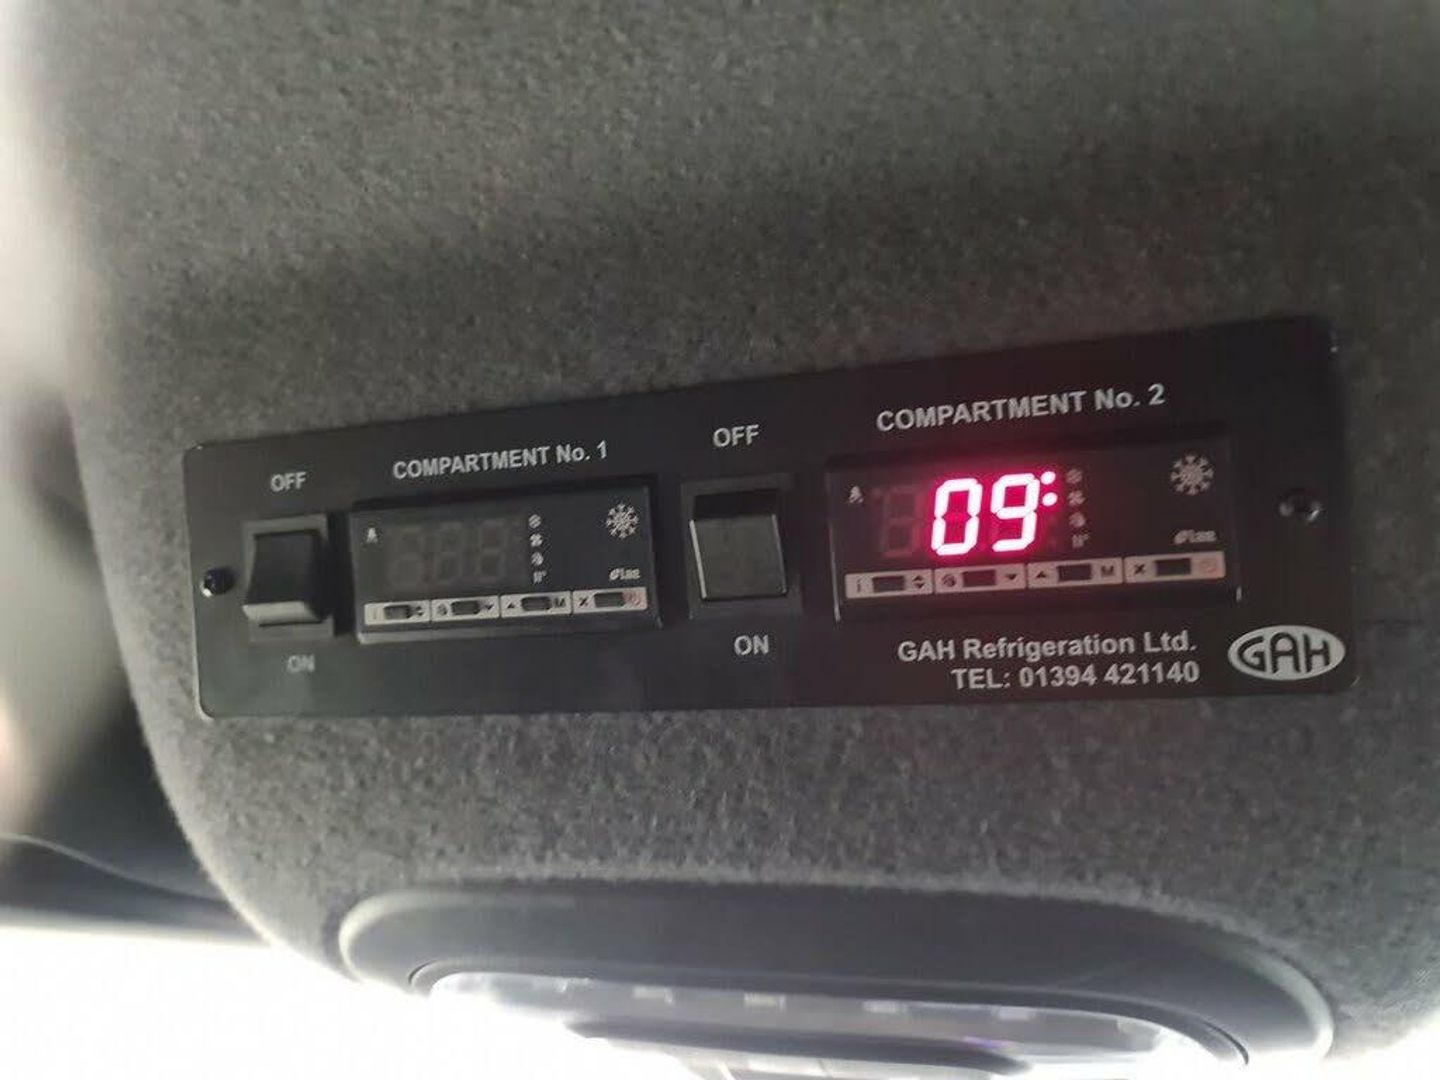 OFF
COMPARTMENT No. 1
ON
OFF
COMPARTMENT No. 2
09
ON
GAH Refrigeration Ltd.
TEL: 01394 421140
GAH